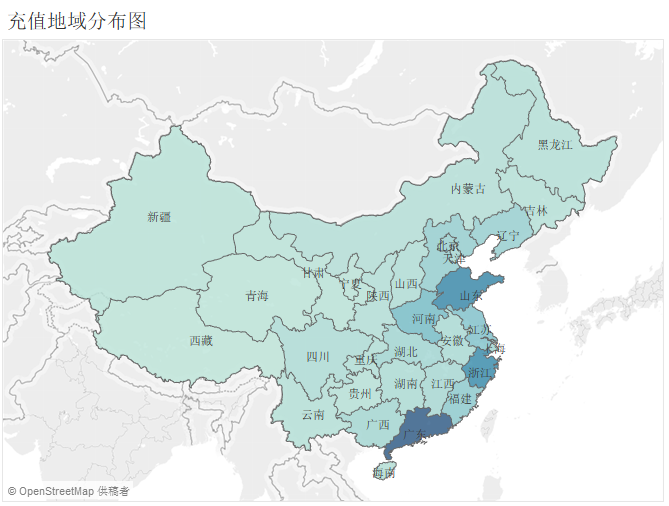 充值地域分布图
黑龙江
内蒙古
吉林
新疆
辽宁
北京
天津
甘肃
宁夏
山西
青海
陕西
山东
河南
江苏
西藏
安徽
上海
四川
重庆
湖北
浙江
湖南
江西
贵州
福建
云南
广西
广东
海南
© OpenStreetMap 供稿者